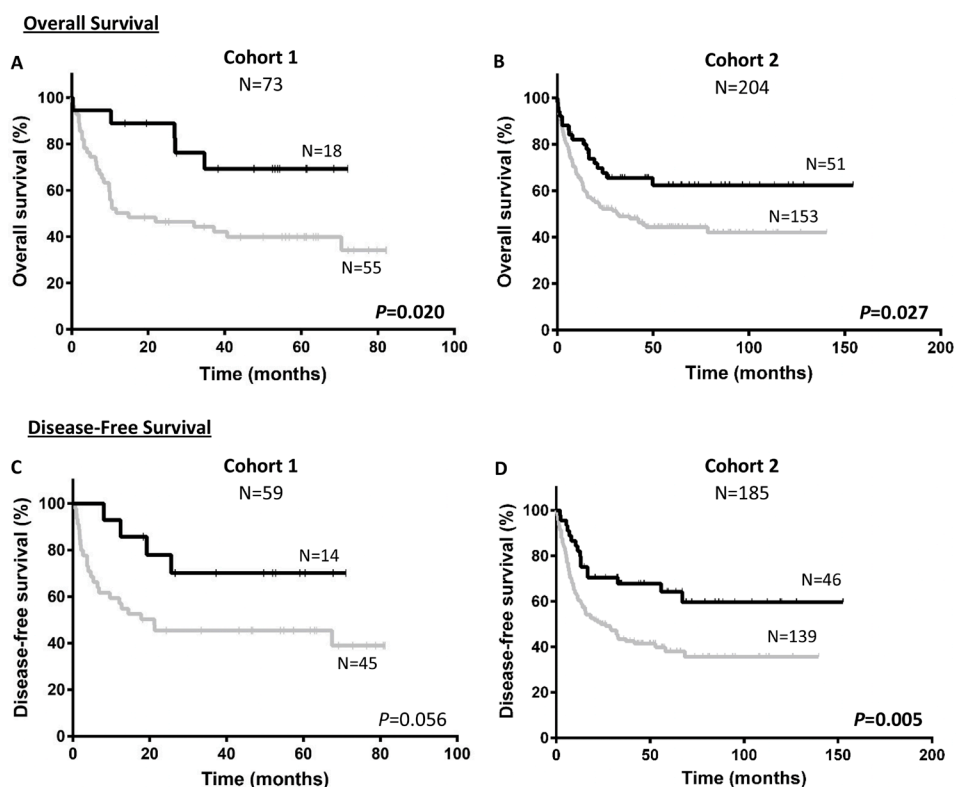 Overall Survival
A
Cohort 1
N=73
Overall survival (%)
100
80
60
40
20
0
N=18
N=55
P=0.020
0 20 40 60 80 100
Time (months)
B
Cohort 2
N=204
Overall survival (%)
100
80
60
40
20
0
N=51
N=153
P=0.027
0 50 100 150 200
Time (months)
Disease-Free Survival
C
Cohort 1
N=59
Disease-free survival (%)
100
80
60
40
20
0
N=14
N=45
P=0.056
0 20 40 60 80 100
Time (months)
D
Cohort 2
N=185
Disease-free survival (%)
100
80
60
40
20
0
N=46
N=139
P=0.005
0 50 100 150 200
Time (months)